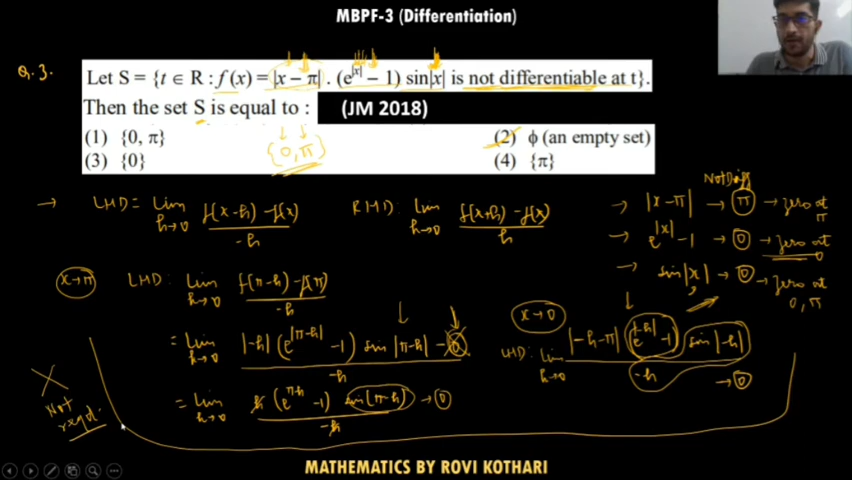 MBPF-3 (Differentiation)
Q.3.
Let S = {t ∈ R : f(x) = |x − π| . (e^|x| − 1) sin|x| is not differentiable at t}.
Then the set S is equal to : (JM 2018)
(1) {0, π} {0, π} (2) ϕ (an empty set)
(3) {0} (4) {π}
→ LHD = Lim h→0 f(x-h) - f(x) / -h RHD: Lim h→0 f(x+h) - f(x) / h
Not Diff
→ |x-π| → π → zero at π
→ e^|x| - 1 → 0 → zero at 0
→ sin|x| → 0 → zero at 0, π
x→π LHD: Lim h→0 f(π-h) - f(π) / -h
= Lim h→0 |-h| (e^|π-h| - 1) sin|π-h| - 0 / -h
x→0
LHD: Lim h→0 |-h-π| (e^|-h| - 1) sin|-h| / -h → 0
= Lim h→0 h (e^π-h - 1) sin(π-h) / -h → 0
Not reqd.
MATHEMATICS BY ROVI KOTHARI